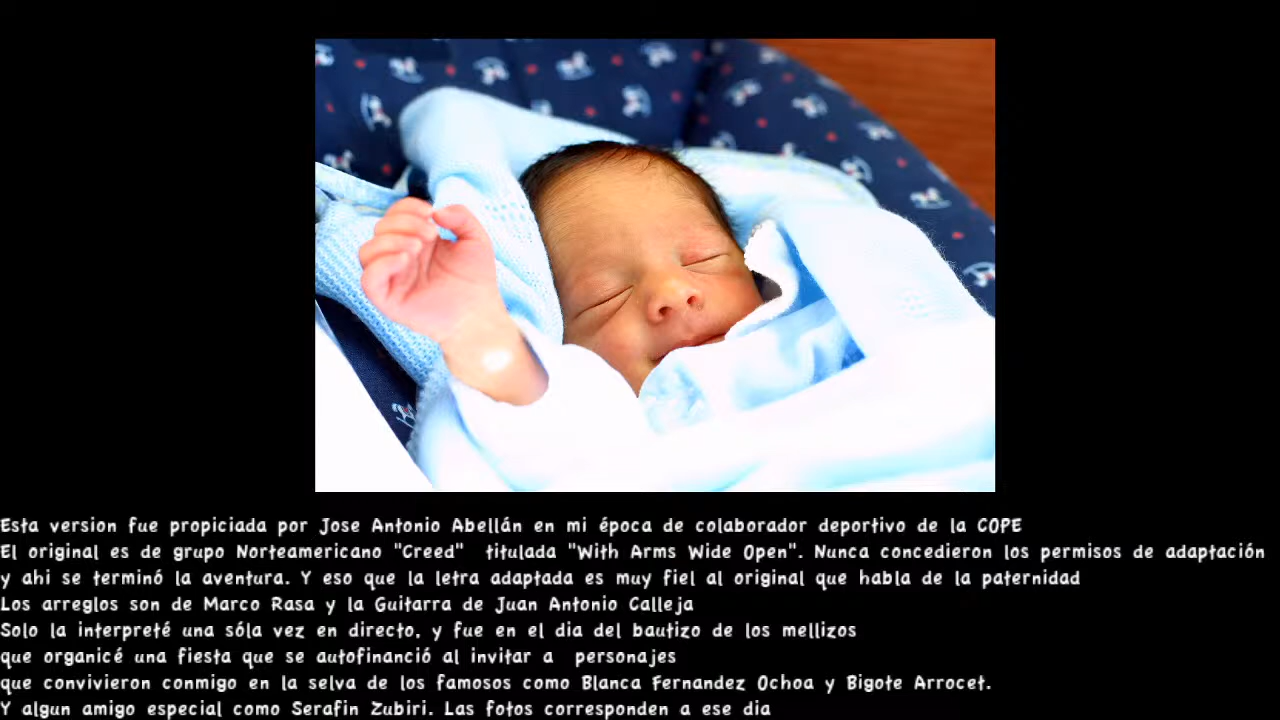 Esta version fue propiciada por Jose Antonio Abellán en mi época de colaborador deportivo de la COPE
El original es de grupo Norteamericano "Creed" titulada "With Arms Wide Open". Nunca concedieron los permisos de adaptación
y ahi se terminó la aventura. Y eso que la letra adaptada es muy fiel al original que habla de la paternidad
Los arreglos son de Marco Rasa y la Guitarra de Juan Antonio Calleja
Solo la interpreté una sóla vez en directo, y fue en el dia del bautizo de los mellizos
que organicé una fiesta que se autofinanció al invitar a personajes
que convivieron conmigo en la selva de los famosos como Blanca Fernandez Ochoa y Bigote Arrocet.
Y algun amigo especial como Serafin Zubiri. Las fotos corresponden a ese dia